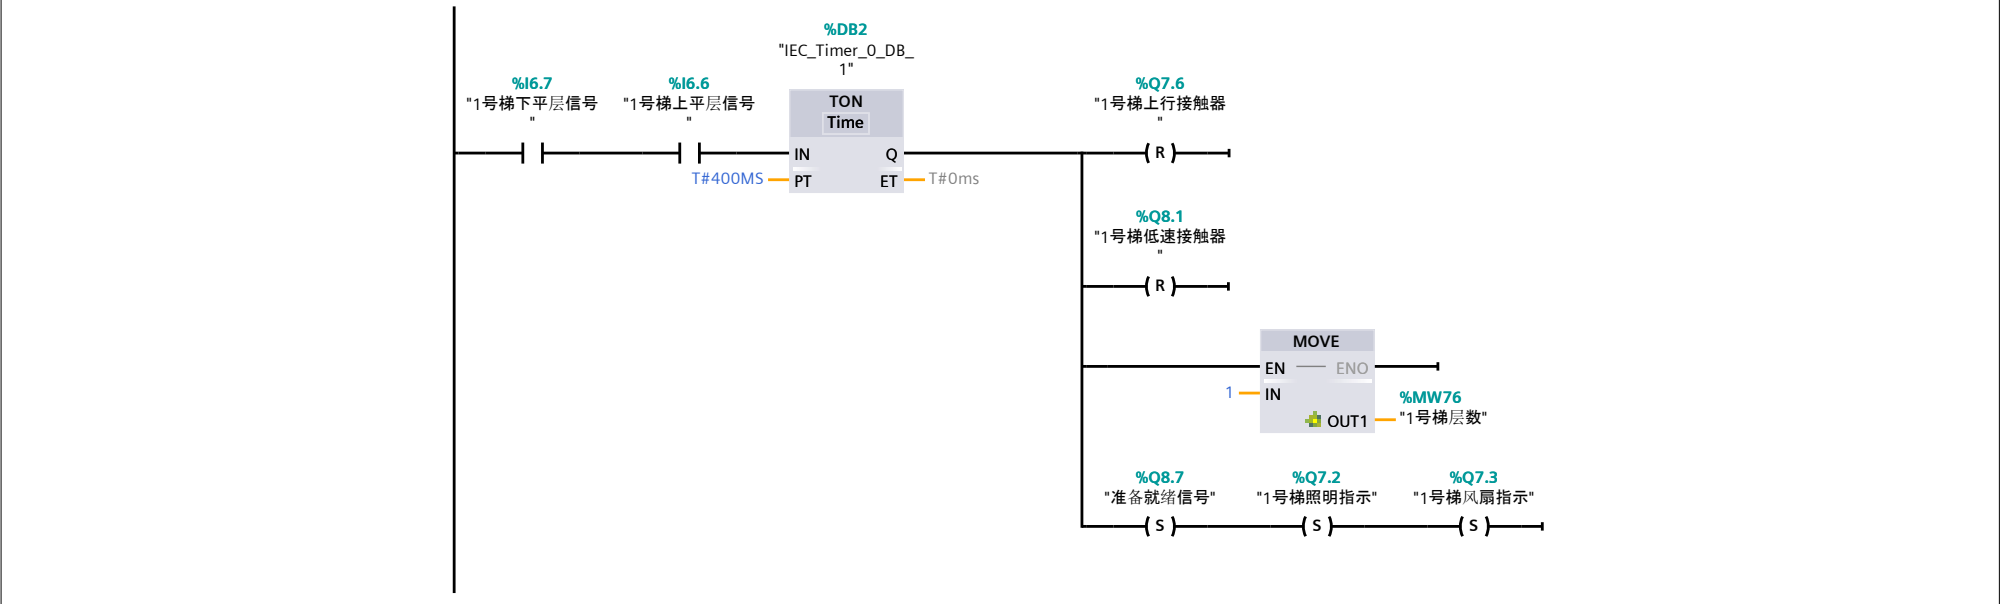 %DB2
"IEC_Timer_0_DB_
1"
%I6.7
"1号梯下平层信号
"
%I6.6
"1号梯上平层信号
"
TON
Time
IN
Q
T#400MS
PT
ET
T#0ms
%Q7.6
"1号梯上行接触器
"
( R )
%Q8.1
"1号梯低速接触器
"
( R )
MOVE
EN
ENO
1
IN
OUT1
%MW76
"1号梯层数"
%Q8.7
"准备就绪信号"
( S )
%Q7.2
"1号梯照明指示"
( S )
%Q7.3
"1号梯风扇指示"
( S )